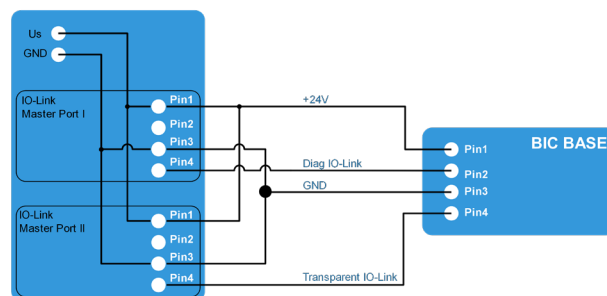 Us
GND
IO-Link
Master Port I
Pin1
Pin2
Pin3
Pin4
IO-Link
Master Port II
Pin1
Pin2
Pin3
Pin4
+24V
Diag IO-Link
GND
Transparent IO-Link
BIC BASE
Pin1
Pin2
Pin3
Pin4